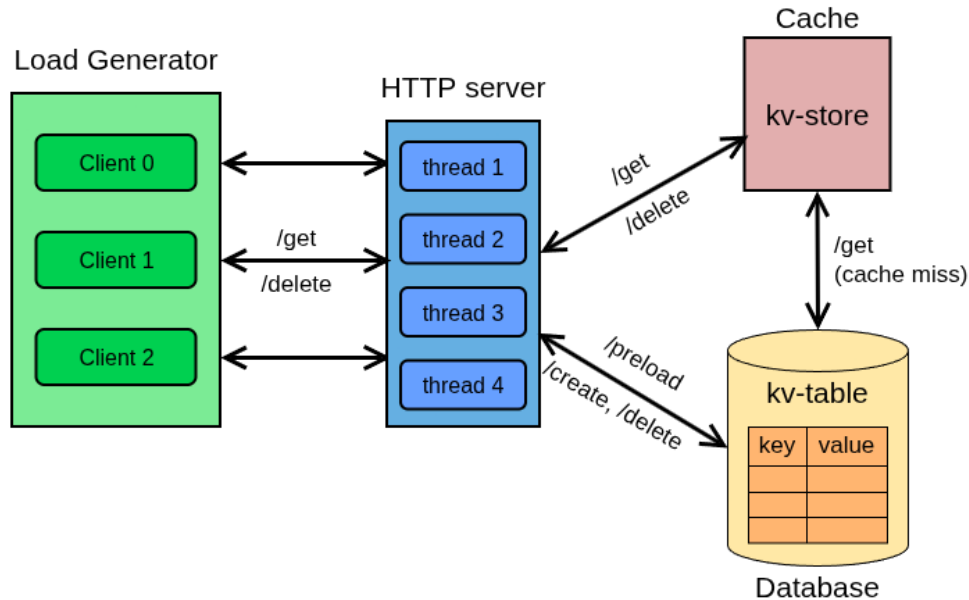 Load Generator
Client 0
Client 1
Client 2
/get
/delete
HTTP server
thread 1
thread 2
thread 3
thread 4
/get
/delete
/preload
/create, /delete
Cache
kv-store
/get
(cache miss)
kv-table
key value
Database